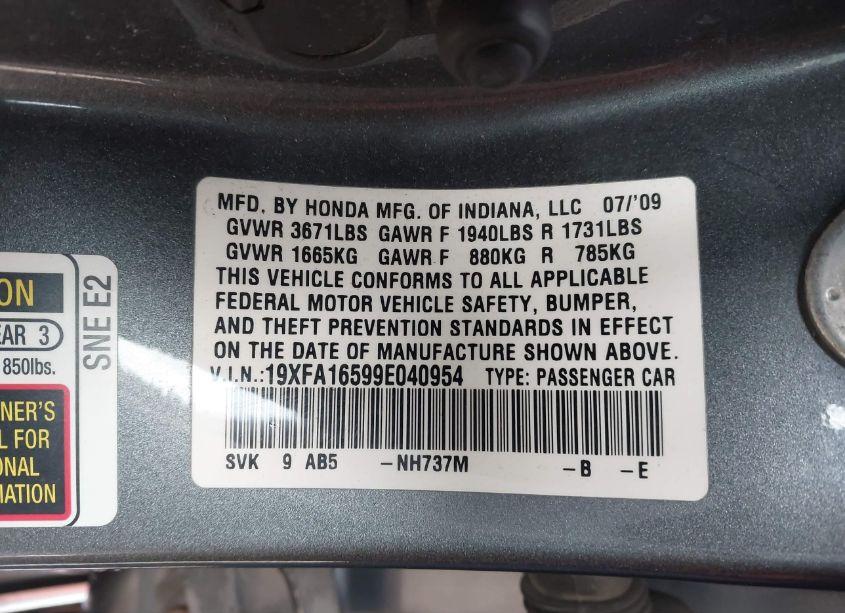 MFD. BY HONDA MFG. OF INDIANA, LLC 07/'09
GVWR 3671LBS GAWR F 1940LBS R 1731LBS
GVWR 1665KG GAWR F 880KG R 785KG
THIS VEHICLE CONFORMS TO ALL APPLICABLE
FEDERAL MOTOR VEHICLE SAFETY, BUMPER,
AND THEFT PREVENTION STANDARDS IN EFFECT
ON THE DATE OF MANUFACTURE SHOWN ABOVE.
V.I.N.:19XFA16599E040954 TYPE: PASSENGER CAR
SVK 9 AB5 -NH737M -B -E
ON
EAR 3
850lbs.
NER'S
L FOR
ONAL
MATION
SNE E2